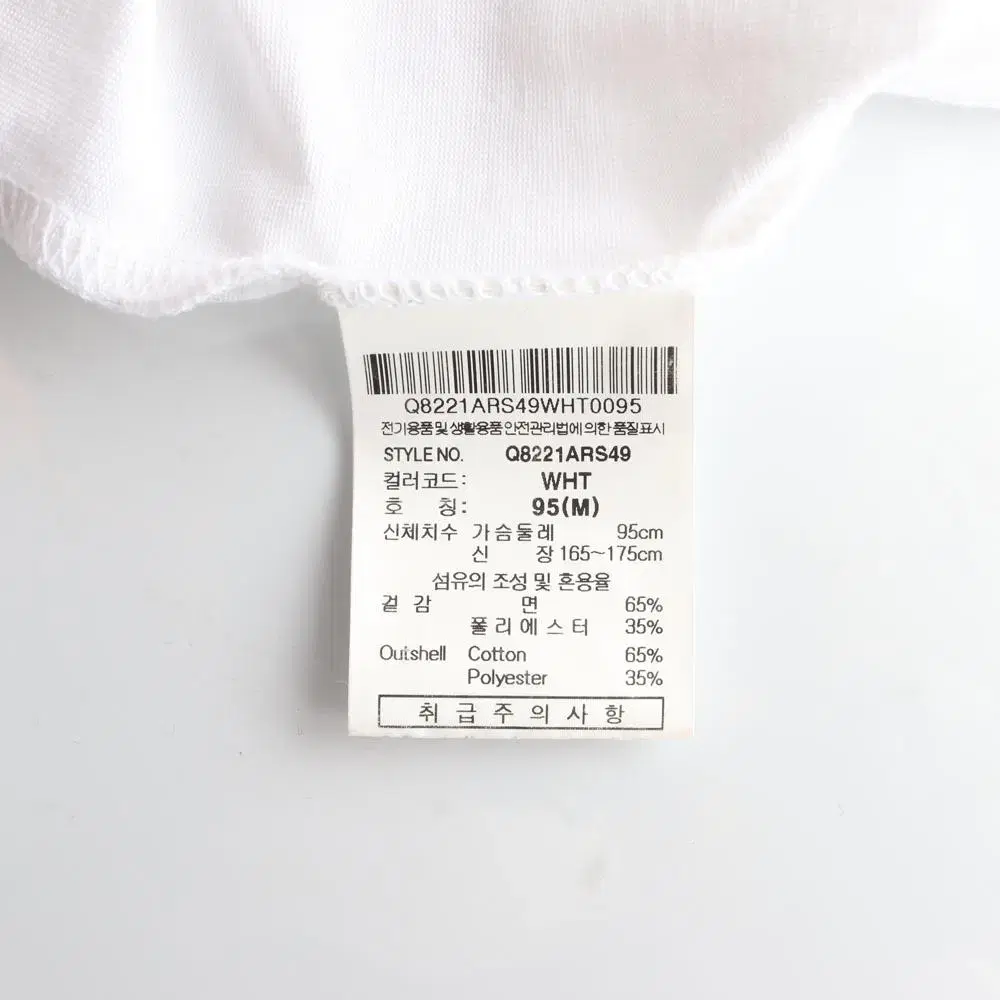 Q8221ARS49WHT0095
전기용품및생활용품안전관리법에의한품질표시
STYLE NO. Q8221ARS49
컬러코드: WHT
호 칭: 95(M)
신체치수 가슴둘레 95cm
신 장 165~175cm
섬유의 조성 및 혼용율
겉 감 면 65%
폴리에스터 35%
Outshell Cotton 65%
Polyester 35%
취급주의사항